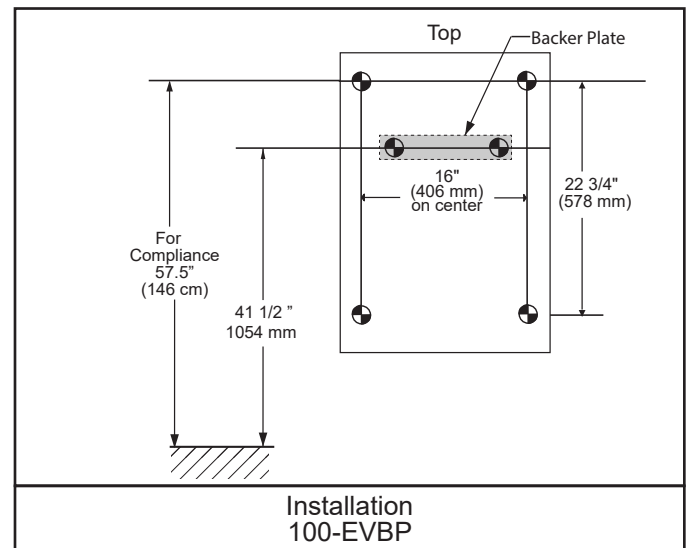 Top
Backer Plate
16"
(406 mm)
on center
22 3/4"
(578 mm)
For
Compliance
57.5”
(146 cm)
41 1/2 ”
1054 mm
Installation
100-EVBP